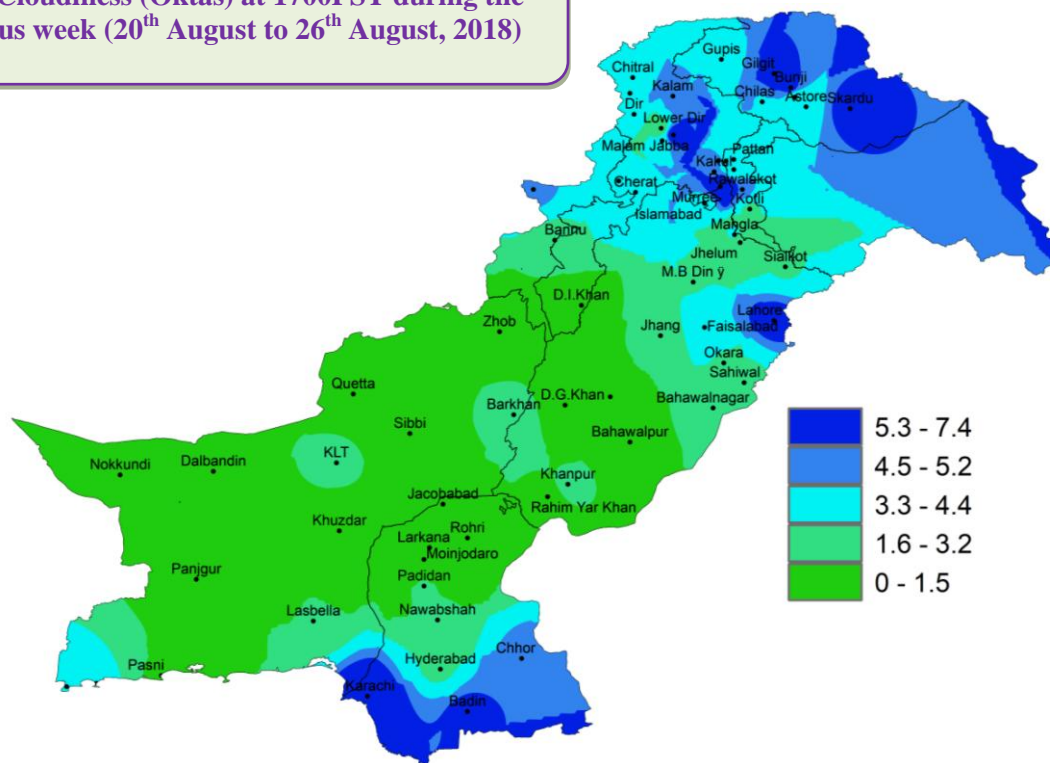 Cloudiness (Oktas) at 1700PST during the
us week (20th August to 26th August, 2018)
Gupis
Gilgit
Chitral
Bunji
Kalam
Chilas
Astore
Skardu
Dir
Lower Dir
Malam Jabba
Pattan
Kakul
Cherat
Rawalakot
Murree
Kotli
Islamabad
Bannu
Mangla
Jhelum
Sialkot
M.B Din ÿ
D.I.Khan
Lahore
Zhob
Jhang
Faisalabad
Okara
Sahiwal
Quetta
D.G.Khan
Bahawalnagar
Barkhan
Sibbi
Bahawalpur
KLT
Nokkundi
Dalbandin
Khanpur
Jacobabad
Rahim Yar Khan
Khuzdar
Rohri
Larkana
Moinjodaro
Panjgur
Padidan
Lasbella
Nawabshah
Chhor
Pasni
Hyderabad
Karachi
Badin
5.3 - 7.4
4.5 - 5.2
3.3 - 4.4
1.6 - 3.2
0 - 1.5